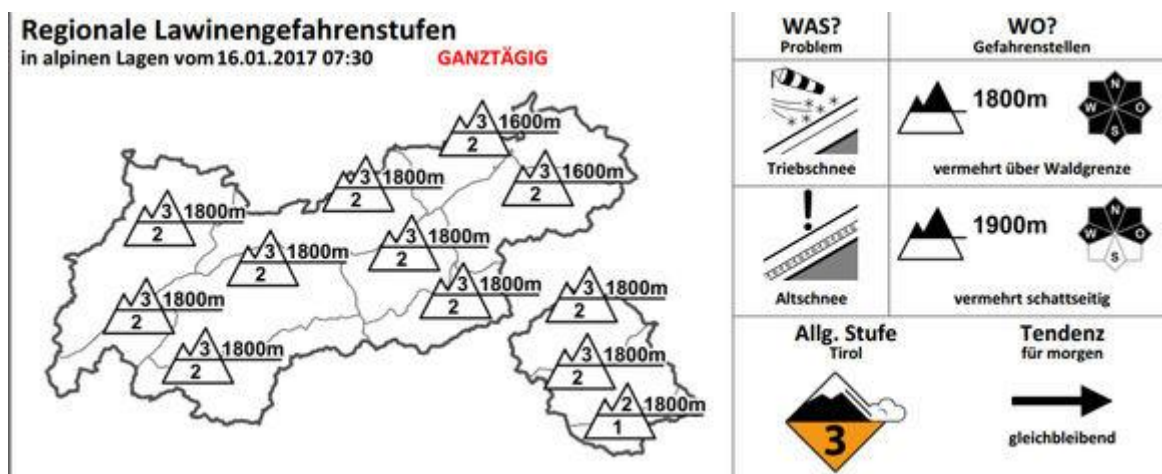 Regionale Lawinengefahrenstufen
in alpinen Lagen vom 16.01.2017 07:30 GANZTÄGIG
3 1600m
2
3 1800m
2
3 1600m
2
3 1800m
2
3 1800m
2
3 1800m
2
3 1800m
2
3 1800m
2
3 1800m
2
3 1800m
2
3 1800m
2
2 1800m
1
WAS?
Problem
WO?
Gefahrenstellen
1800m
N
W O
S
Triebschnee
vermehrt über Waldgrenze
1900m
N
W O
S
Altschnee
vermehrt schattseitig
Allg. Stufe
Tirol
3
Tendenz
für morgen
gleichbleibend